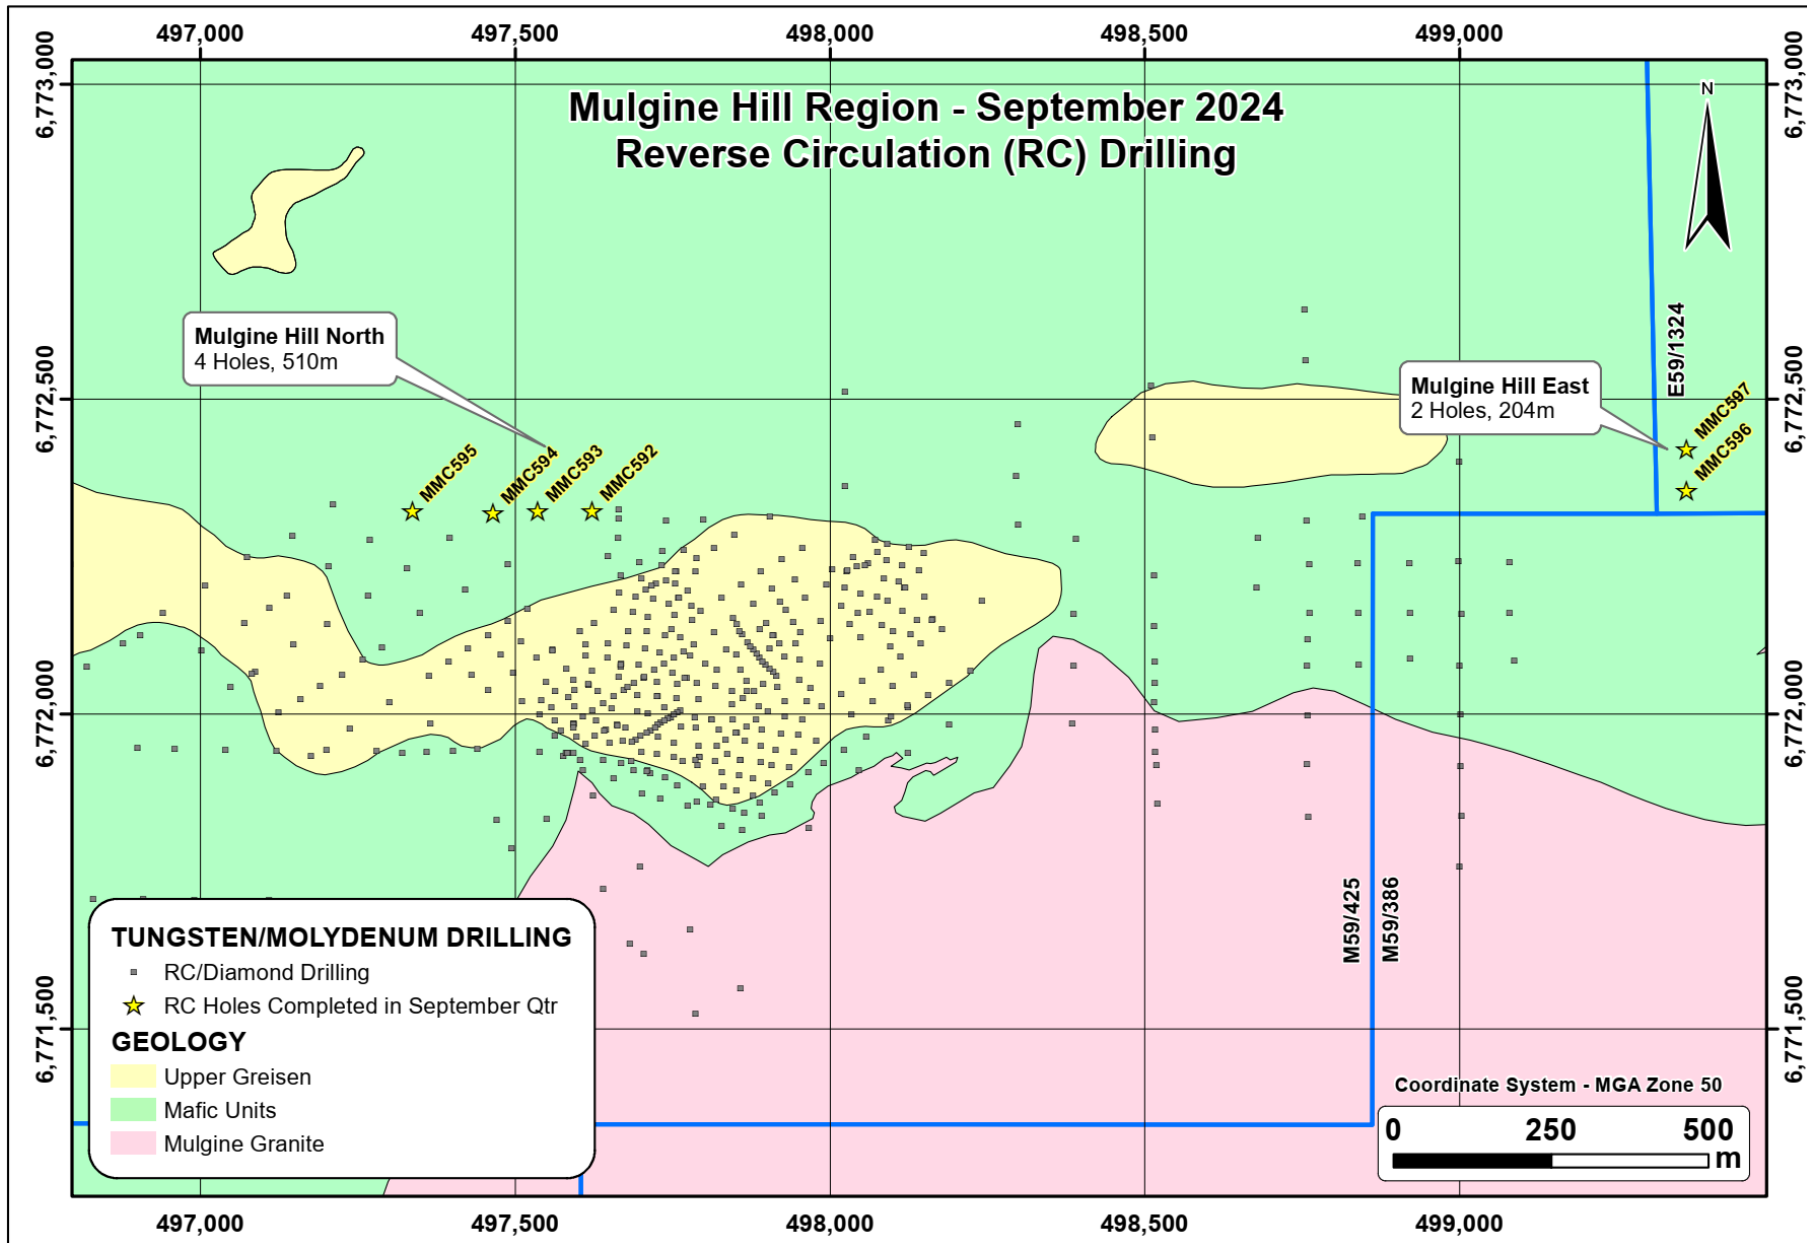 497,000 497,500 498,000 498,500 499,000
6,773,000
6,773,000
Mulgine Hill Region - September 2024
Reverse Circulation (RC) Drilling
N
Mulgine Hill North
4 Holes, 510m
E59/1324
6,772,500
6,772,500
Mulgine Hill East
2 Holes, 204m
MMC597
MMC596
MMC595
MMC594
MMC593
MMC592
6,772,000
6,772,000
M59/425
M59/386
TUNGSTEN/MOLYDENUM DRILLING
RC/Diamond Drilling
RC Holes Completed in September Qtr
GEOLOGY
Upper Greisen
Mafic Units
Mulgine Granite
6,771,500
6,771,500
Coordinate System - MGA Zone 50
0 250 500
m
497,000 497,500 498,000 498,500 499,000